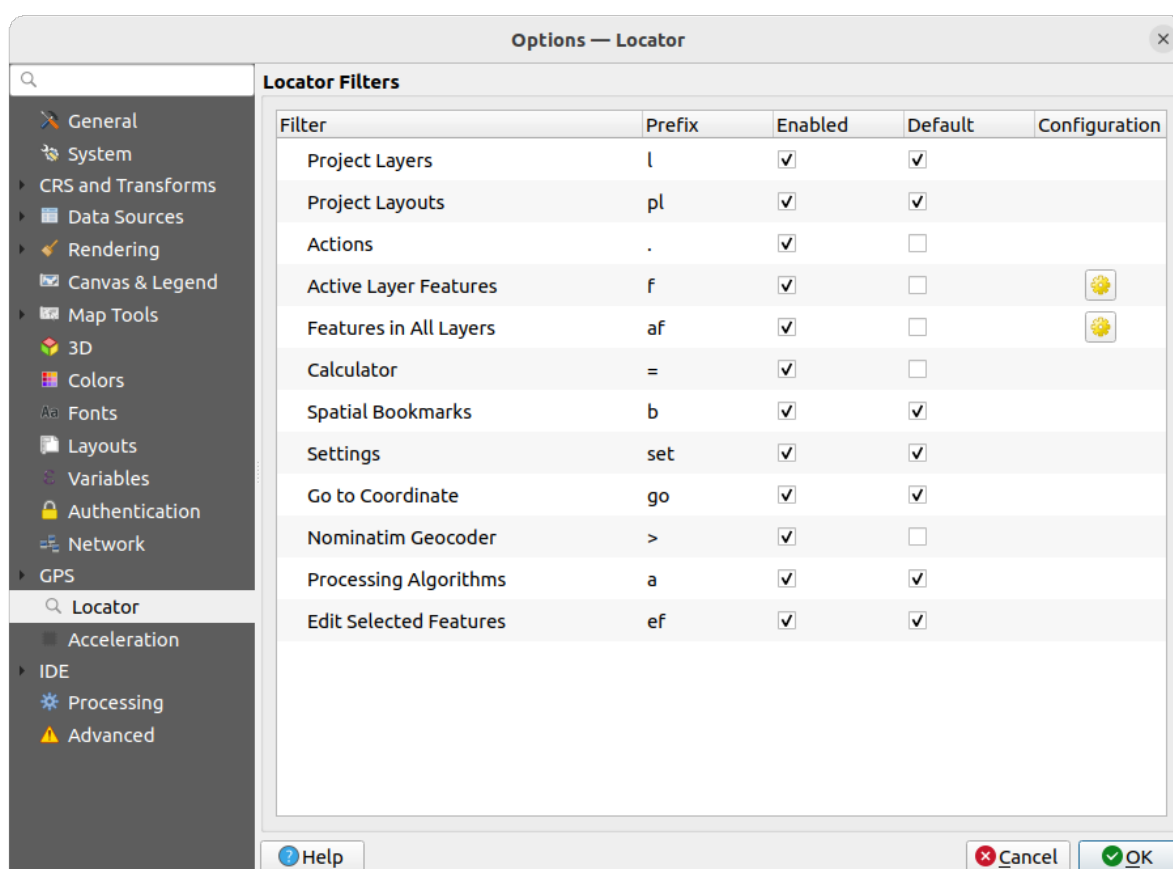 Options — Locator
Locator Filters
General
System
CRS and Transforms
Data Sources
Rendering
Canvas & Legend
Map Tools
3D
Colors
Aa Fonts
Layouts
ε Variables
Authentication
Network
GPS
Locator
Acceleration
IDE
Processing
Advanced
Filter Prefix Enabled Default Configuration
Project Layers l
Project Layouts pl
Actions .
Active Layer Features f
Features in All Layers af
Calculator =
Spatial Bookmarks b
Settings set
Go to Coordinate go
Nominatim Geocoder >
Processing Algorithms a
Edit Selected Features ef
? Help Cancel OK